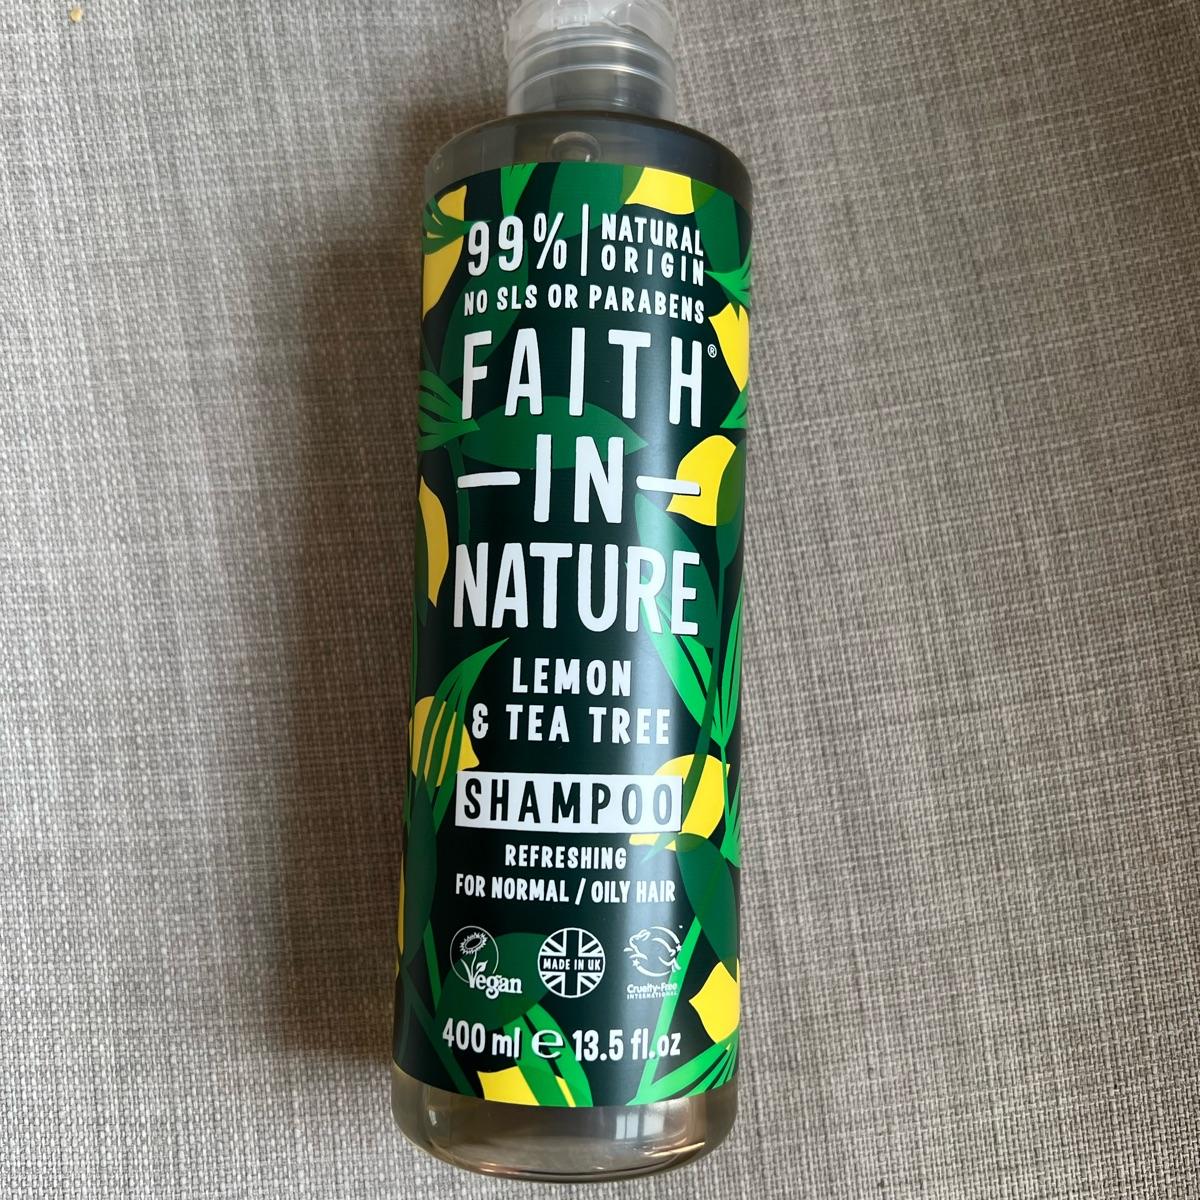 99% | NATURAL
ORIGIN
NO SLS OR PARABENS
FAITH®
—IN—
NATURE
LEMON
& TEA TREE
SHAMPOO
REFRESHING
FOR NORMAL / OILY HAIR
Vegan
MADE IN UK
Cruelty-Free
INTERNATIONAL
400 ml ℮ 13.5 fl.oz